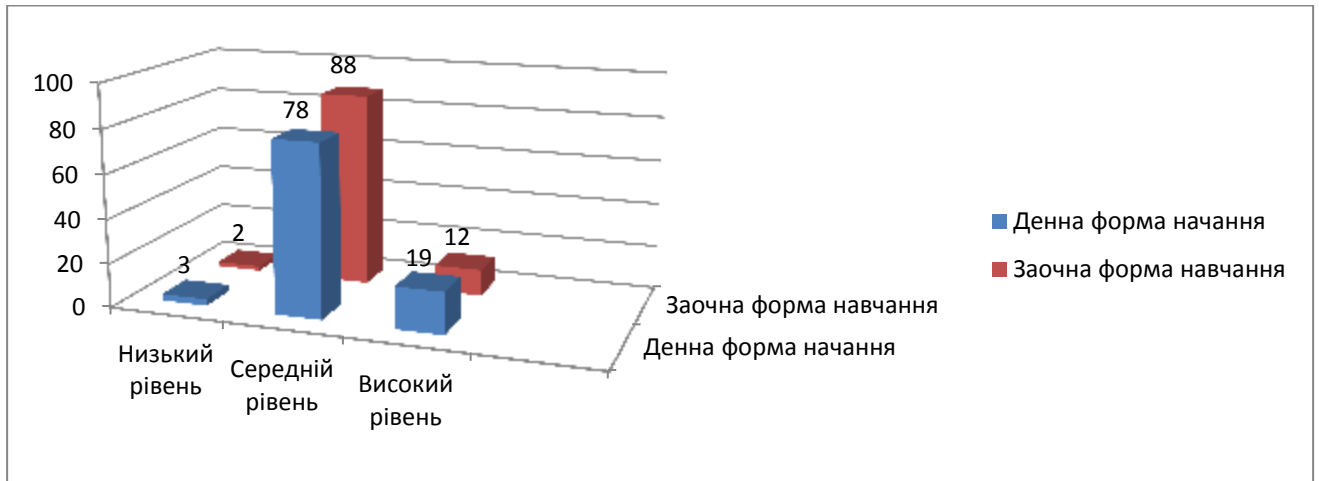 100
80
60
40
20
0
3
78
19
2
88
12
Низький
рівень
Середній
рівень
Високий
рівень
Заочна форма навчання
Денна форма начання
Денна форма начання
Заочна форма навчання